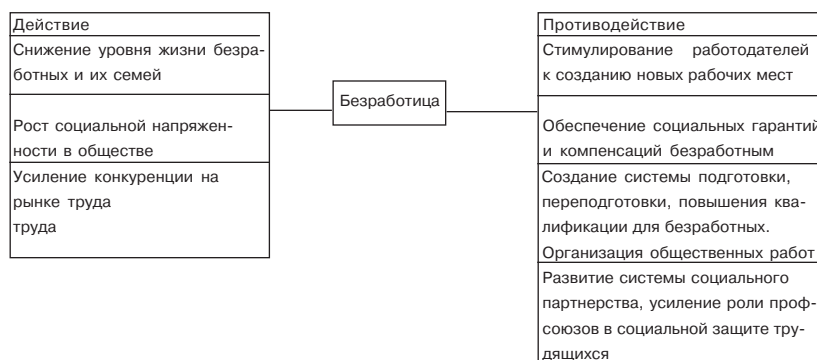 Действие
Снижение уровня жизни безра-
ботных и их семей
Рост социальной напряжен-
ности в обществе
Усиление конкуренции на
рынке труда
труда
Безработица
Противодействие
Стимулирование работодателей
к созданию новых рабочих мест
Обеспечение социальных гарантий
и компенсаций безработным
Создание системы подготовки,
переподготовки, повышения ква-
лификации для безработных.
Организация общественных работ
Развитие системы социального
партнерства, усиление роли проф-
союзов в социальной защите тру-
дящихся